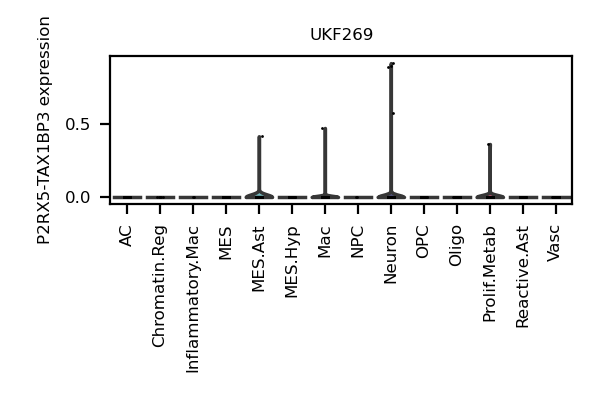 UKF269
P2RX5-TAX1BP3 expression
0.5
0.0
AC
Chromatin.Reg
Inflammatory.Mac
MES
MES.Ast
MES.Hyp
Mac
NPC
Neuron
OPC
Oligo
Prolif.Metab
Reactive.Ast
Vasc